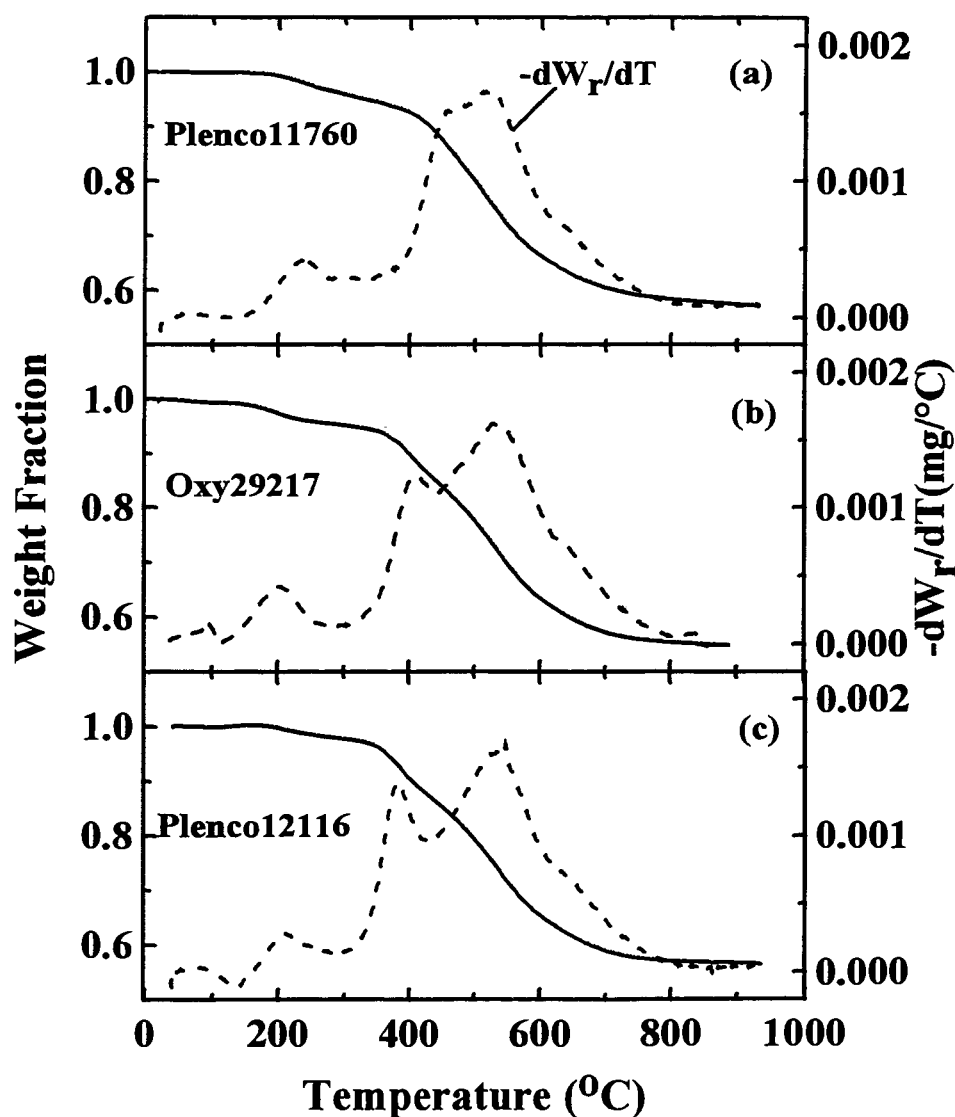 (a)
-dWr/dT
Plenco11760
1.0
0.8
0.6
0.002
0.001
0.000
(b)
Oxy29217
1.0
0.8
0.6
0.002
0.001
0.000
(c)
Plenco12116
1.0
0.8
0.6
0.002
0.001
0.000
0 200 400 600 800 1000
Temperature (°C)
Weight Fraction
-dWr/dT(mg/°C)